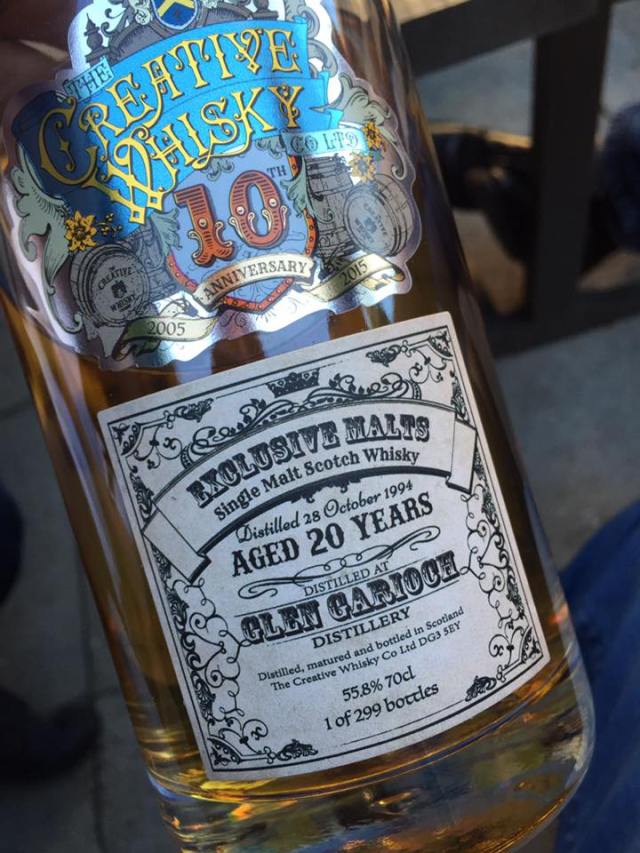 THE
CREATIVE
WHISKY
CO LTD
10TH
ANNIVERSARY
2005
2015
CREATIVE
WHISKY
EXCLUSIVE MALTS
Single Malt Scotch Whisky
Distilled 28 October 1994
AGED 20 YEARS
DISTILLED AT
GLEN GARIOCH
DISTILLERY
Distilled, matured and bottled in Scotland
The Creative Whisky Co Ltd DG3 5EY
55.8% 70cl
1 of 299 bottles